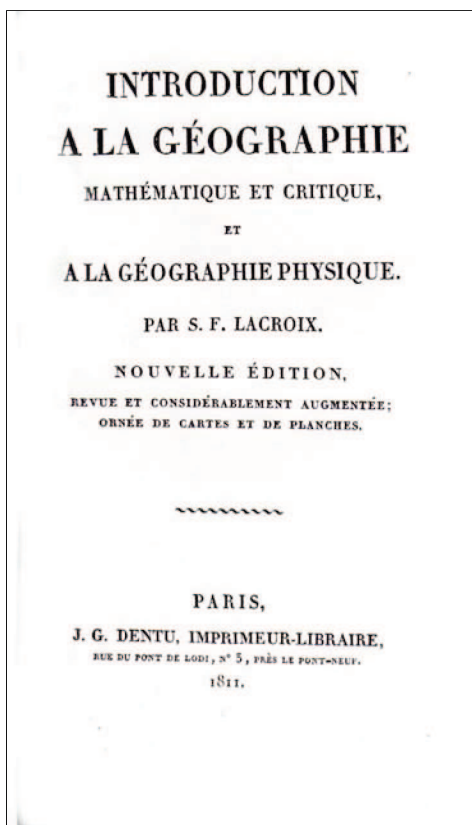 INTRODUCTION
A LA GÉOGRAPHIE
MATHÉMATIQUE ET CRITIQUE,
ET
A LA GÉOGRAPHIE PHYSIQUE.
PAR S. F. LACROIX.
NOUVELLE ÉDITION,
REVUE ET CONSIDÉRABLEMENT AUGMENTÉE;
ORNÉE DE CARTES ET DE PLANCHES.
PARIS,
J. G. DENTU, IMPRIMEUR-LIBRAIRE,
RUE DU PONT DE LODI, N° 3, PRÈS LE PONT-NEUF.
1811.